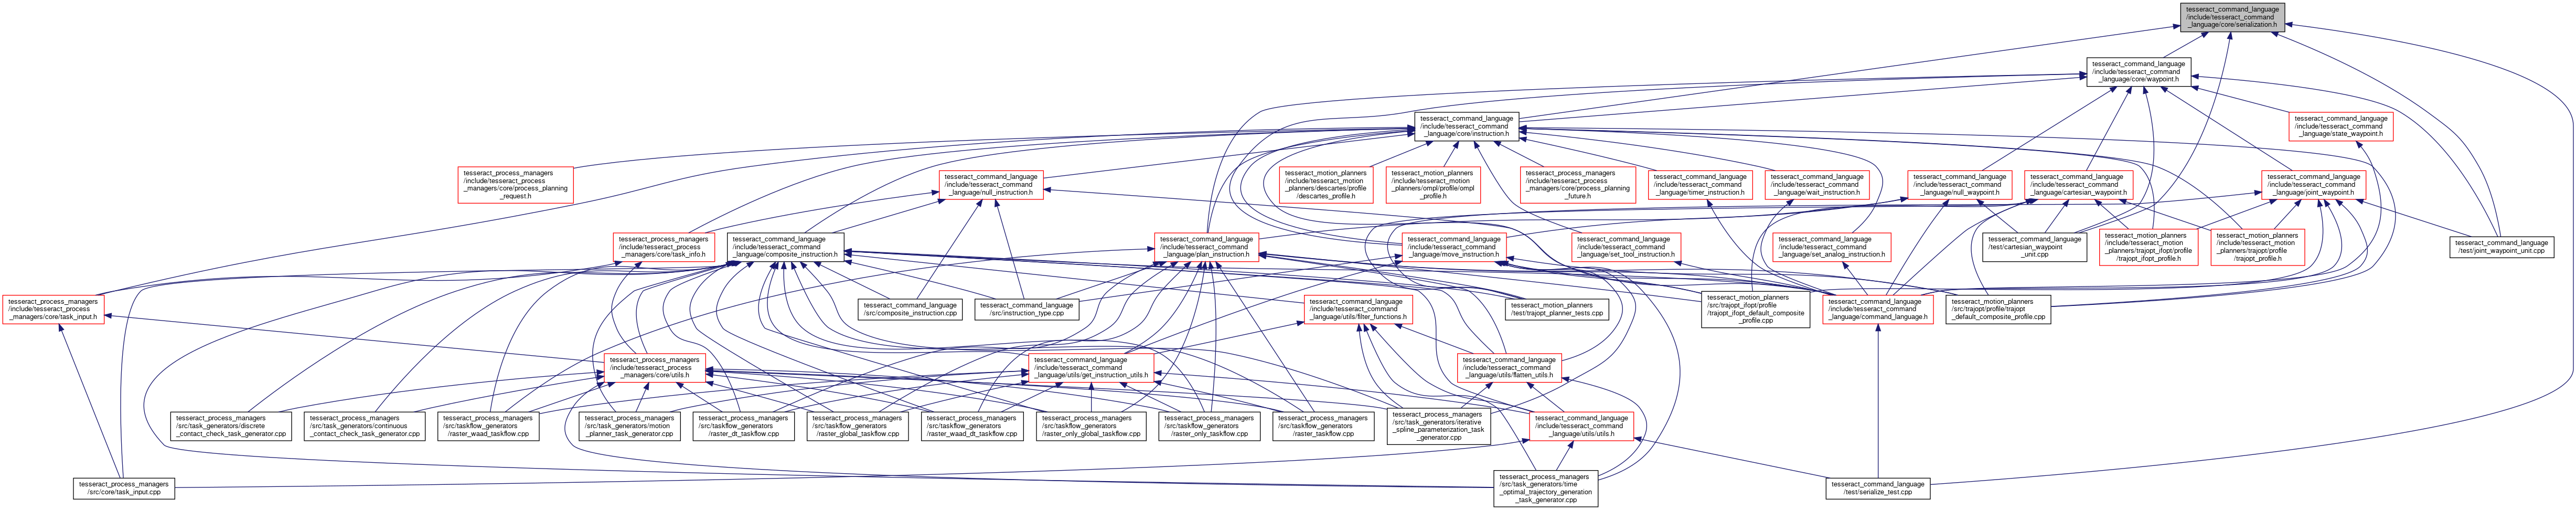 tesseract_command_language
/include/tesseract_command
_language/core/serialization.h
tesseract_command_language
/include/tesseract_command
_language/core/waypoint.h
tesseract_command_language
/include/tesseract_command
_language/core/instruction.h
tesseract_command_language
/include/tesseract_command
_language/state_waypoint.h
tesseract_process_managers
/include/tesseract_process
_managers/core/process_planning
_request.h
tesseract_command_language
/include/tesseract_command
_language/null_instruction.h
tesseract_motion_planners
/include/tesseract_motion
_planners/descartes/profile
/descartes_profile.h
tesseract_motion_planners
/include/tesseract_motion
_planners/ompl/profile/ompl
_profile.h
tesseract_process_managers
/include/tesseract_process
_managers/core/process_planning
_future.h
tesseract_command_language
/include/tesseract_command
_language/timer_instruction.h
tesseract_command_language
/include/tesseract_command
_language/wait_instruction.h
tesseract_command_language
/include/tesseract_command
_language/null_waypoint.h
tesseract_command_language
/include/tesseract_command
_language/cartesian_waypoint.h
tesseract_command_language
/include/tesseract_command
_language/joint_waypoint.h
tesseract_process_managers
/include/tesseract_process
_managers/core/task_info.h
tesseract_command_language
/include/tesseract_command
_language/composite_instruction.h
tesseract_command_language
/include/tesseract_command
_language/plan_instruction.h
tesseract_command_language
/include/tesseract_command
_language/move_instruction.h
tesseract_command_language
/include/tesseract_command
_language/set_tool_instruction.h
tesseract_command_language
/include/tesseract_command
_language/set_analog_instruction.h
tesseract_command_language
/test/cartesian_waypoint
_unit.cpp
tesseract_motion_planners
/include/tesseract_motion
_planners/trajopt_ifopt/profile
/trajopt_ifopt_profile.h
tesseract_motion_planners
/include/tesseract_motion
_planners/trajopt/profile
/trajopt_profile.h
tesseract_command_language
/test/joint_waypoint_unit.cpp
tesseract_process_managers
/include/tesseract_process
_managers/core/task_input.h
tesseract_command_language
/src/composite_instruction.cpp
tesseract_command_language
/src/instruction_type.cpp
tesseract_command_language
/include/tesseract_command
_language/utils/filter_functions.h
tesseract_motion_planners
/test/trajopt_planner_tests.cpp
tesseract_motion_planners
/src/trajopt_ifopt/profile
/trajopt_ifopt_default_composite
_profile.cpp
tesseract_command_language
/include/tesseract_command
_language/command_language.h
tesseract_motion_planners
/src/trajopt/profile/trajopt
_default_composite_profile.cpp
tesseract_process_managers
/include/tesseract_process
_managers/core/utils.h
tesseract_command_language
/include/tesseract_command
_language/utils/get_instruction_utils.h
tesseract_command_language
/include/tesseract_command
_language/utils/flatten_utils.h
tesseract_process_managers
/src/task_generators/discrete
_contact_check_task_generator.cpp
tesseract_process_managers
/src/task_generators/continuous
_contact_check_task_generator.cpp
tesseract_process_managers
/src/taskflow_generators
/raster_waad_taskflow.cpp
tesseract_process_managers
/src/task_generators/motion
_planner_task_generator.cpp
tesseract_process_managers
/src/taskflow_generators
/raster_dt_taskflow.cpp
tesseract_process_managers
/src/taskflow_generators
/raster_global_taskflow.cpp
tesseract_process_managers
/src/taskflow_generators
/raster_waad_dt_taskflow.cpp
tesseract_process_managers
/src/taskflow_generators
/raster_only_global_taskflow.cpp
tesseract_process_managers
/src/taskflow_generators
/raster_only_taskflow.cpp
tesseract_process_managers
/src/taskflow_generators
/raster_taskflow.cpp
tesseract_process_managers
/src/task_generators/iterative
_spline_parameterization_task
_generator.cpp
tesseract_command_language
/include/tesseract_command
_language/utils/utils.h
tesseract_process_managers
/src/core/task_input.cpp
tesseract_process_managers
/src/task_generators/time
_optimal_trajectory_generation
_task_generator.cpp
tesseract_command_language
/test/serialize_test.cpp